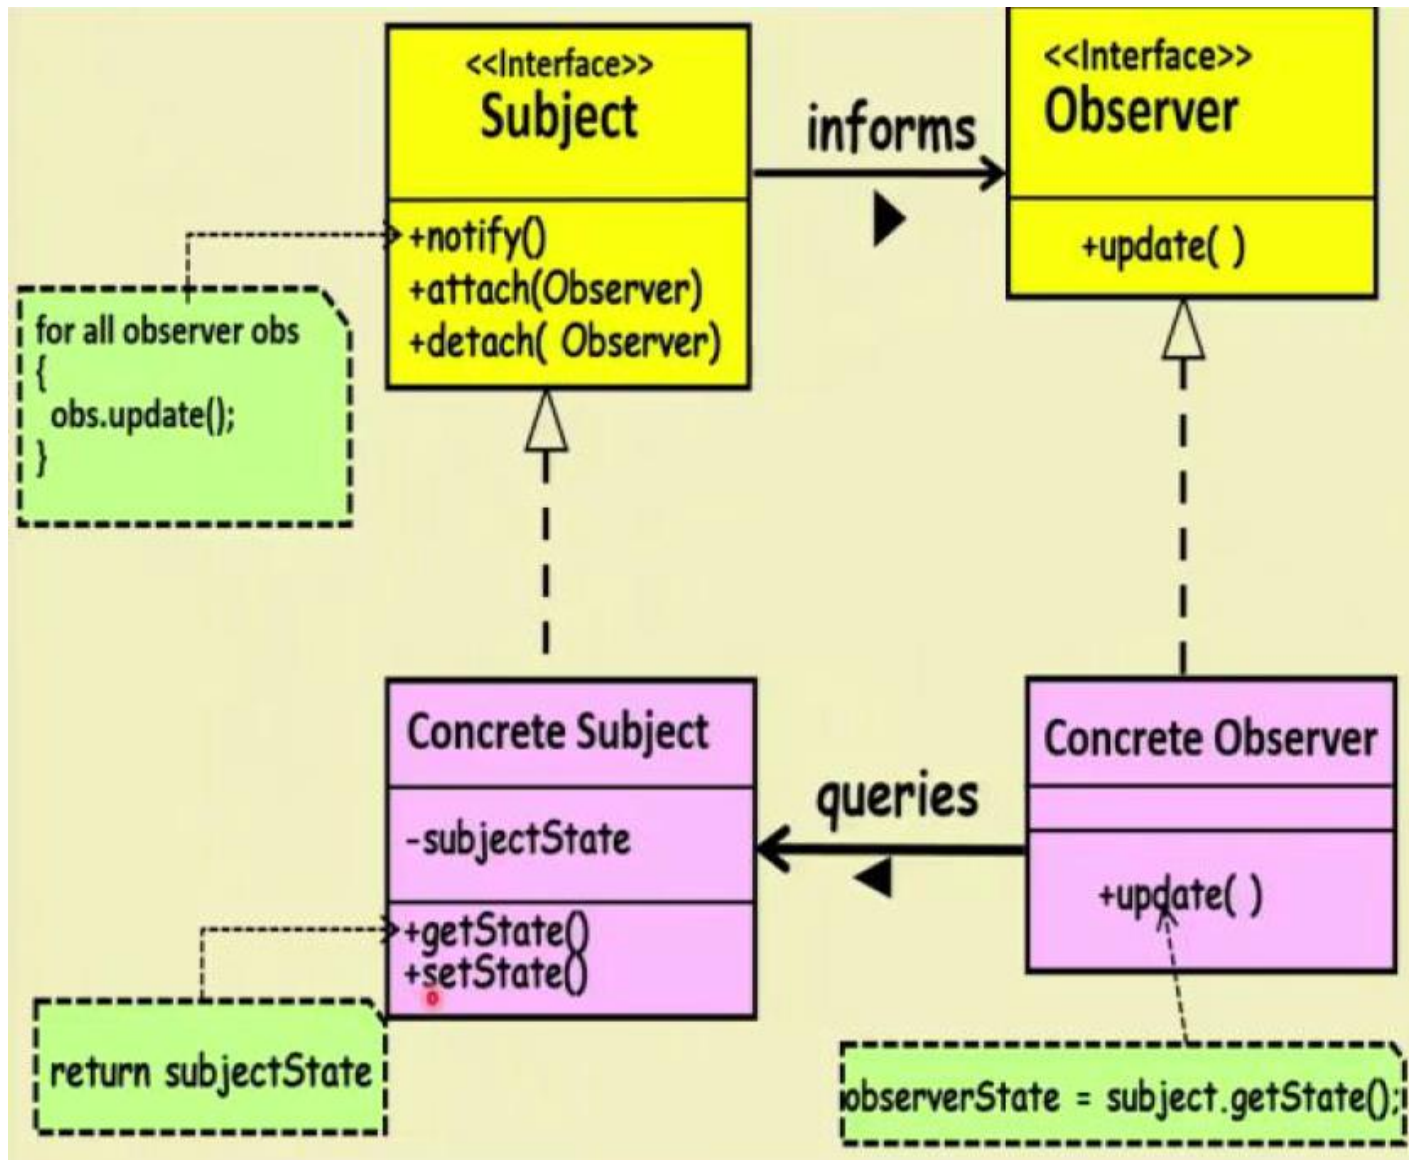 <<Interface>>
Subject
+notify()
+attach(Observer)
+detach( Observer)
informs
<<Interface>>
Observer
+update( )
for all observer obs
{
obs.update();
}
Concrete Subject
-subjectState
+getState()
+setState()
queries
Concrete Observer
+update( )
return subjectState
observerState = subject.getState();